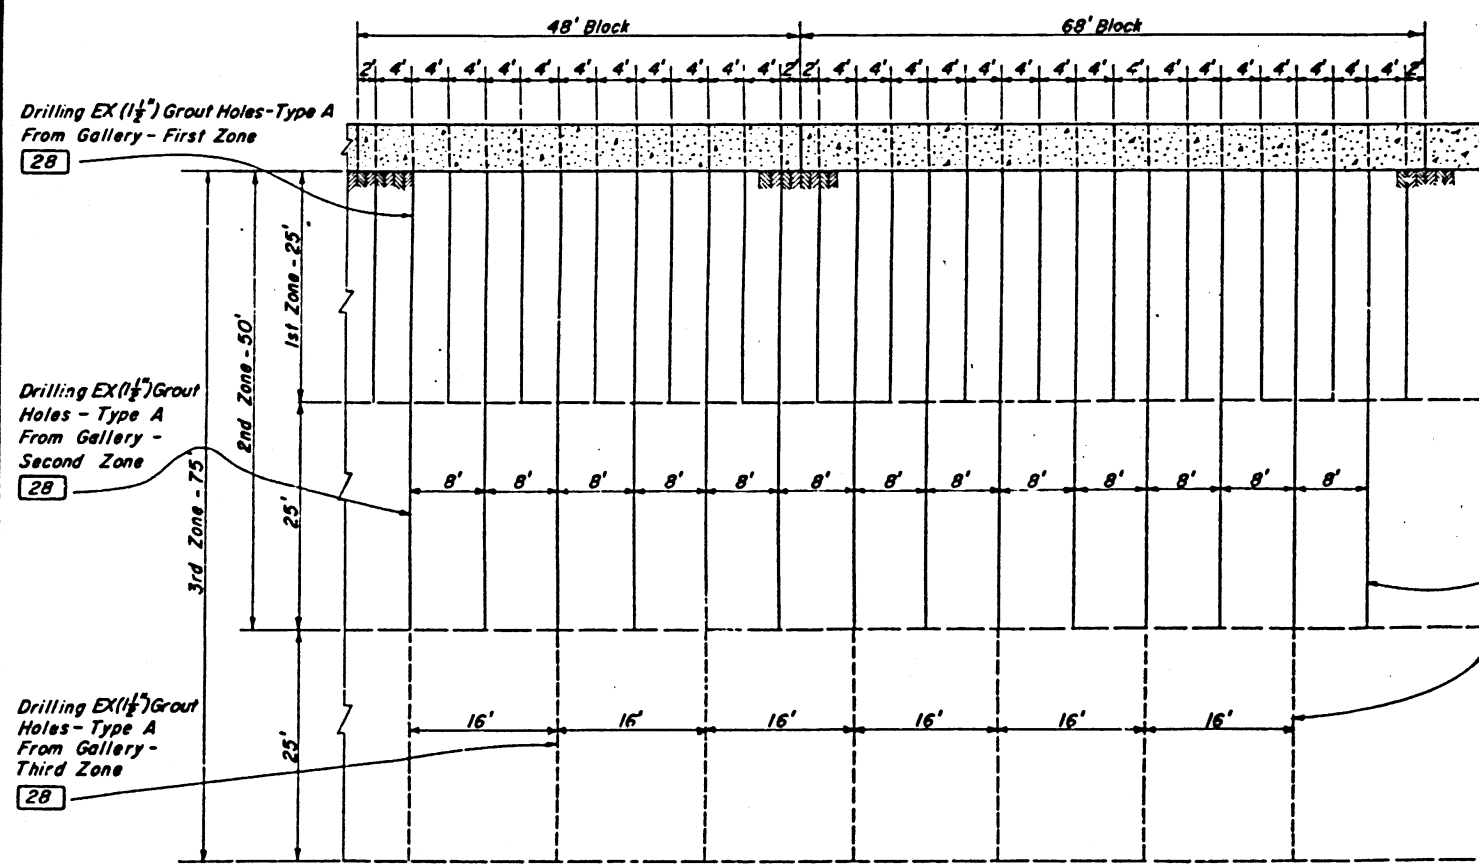 48' Block 68' Block
2' 4' 4' 4' 4' 4' 4' 4' 4' 4' 4' 4' 2' 2' 4' 4' 4' 4' 4' 4' 4' 4' 4' 4' 4' 4' 4' 4' 4' 4' 2'
Drilling EX (1½") Grout Holes-Type A
From Gallery - First Zone
28
1st Zone - 25'
2nd Zone - 50'
3rd Zone - 75'
Drilling EX(1½")Grout
Holes - Type A
From Gallery -
Second Zone
28
25'
8' 8' 8' 8' 8' 8' 8' 8' 8' 8' 8' 8' 8'
Drilling EX(1½")Grout
Holes - Type A
From Gallery -
Third Zone
28
25'
16' 16' 16' 16' 16' 16'